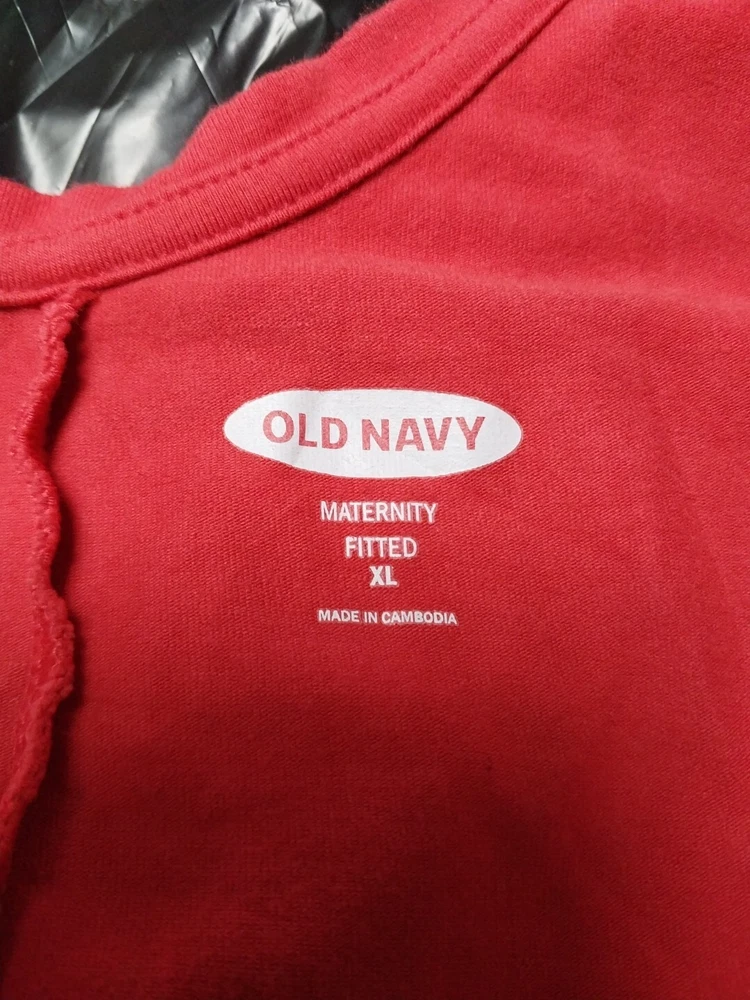 OLD NAVY
MATERNITY
FITTED
XL
MADE IN CAMBODIA